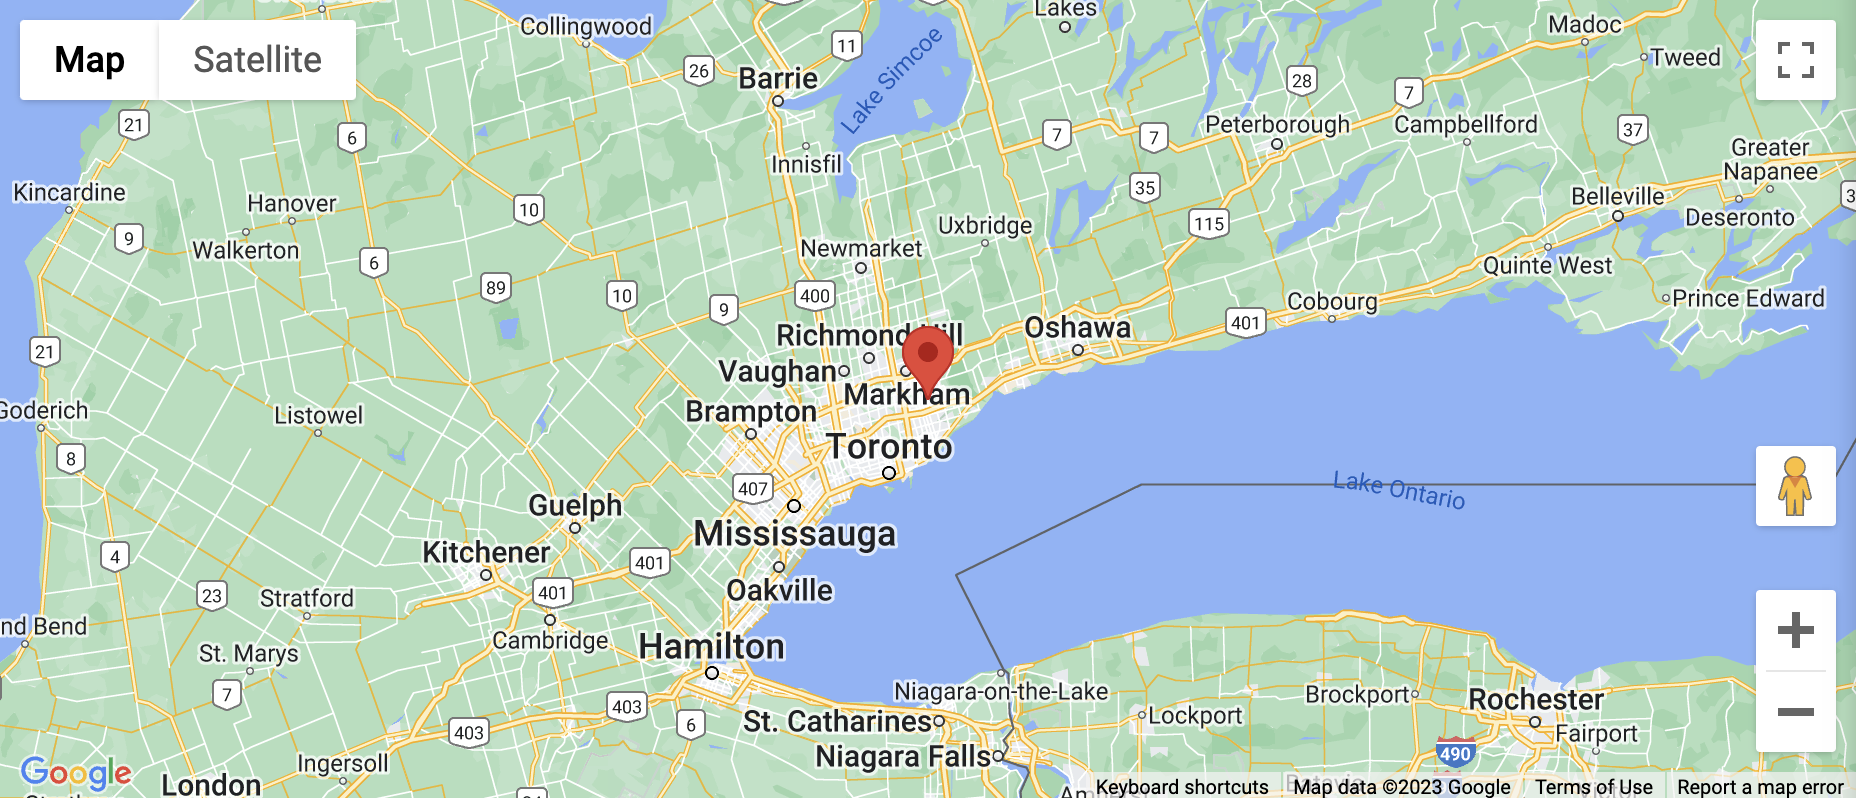 Map
Satellite
Collingwood
Lakes
Madoc
Tweed
11
26
Barrie
Lake Simcoe
28
7
21
6
7
7
Peterborough
Campbellford
37
Innisfil
Greater
Napanee
Kincardine
Hanover
10
35
Belleville
Deseronto
9
Walkerton
6
Newmarket
Uxbridge
115
Quinte West
89
10
9
400
Cobourg
Prince Edward
401
21
Richmond Hill
Oshawa
Vaughan
Markham
Brampton
Goderich
Listowel
Toronto
8
407
Lake Ontario
Guelph
Mississauga
Kitchener
4
401
401
Oakville
23
Stratford
Cambridge
Hamilton
nd Bend
St. Marys
7
403
6
403
Niagara-on-the-Lake
St. Catharines
Niagara Falls
Lockport
Brockport
Rochester
Fairport
490
Ingersoll
London
Google
Keyboard shortcuts
Map data ©2023 Google
Terms of Use
Report a map error